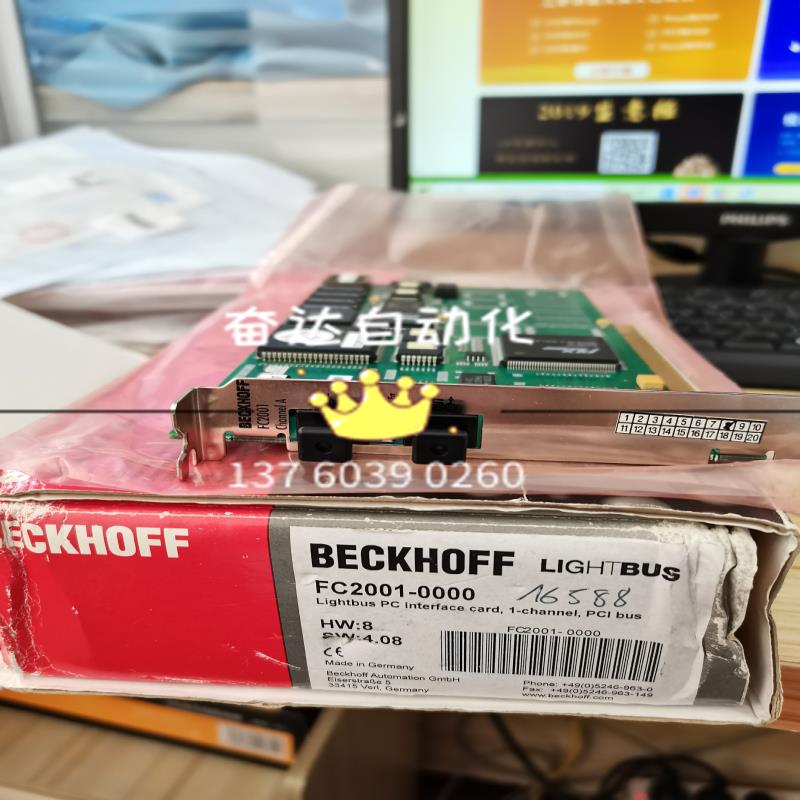 2019
PHILIPS
奋达自动化
BECKHOFF
FC2001
Channel A
1 2 3 4 5 6 7 9 10
11 12 13 14 15 16 17 18 19 20
137 6039 0260
BECKHOFF
BECKHOFF LIGHTBUS
FC2001-0000 16588
Lightbus PC interface card, 1-channel, PCI bus
HW:8
SW:4.08
FC2001-0000
CE
Made in Germany
Beckhoff Automation GmbH
Eiserstraße 5
33415 Verl, Germany
Phone: +49(0)5246-963-0
Fax: +49(0)5246-963-149
www.beckhoff.com